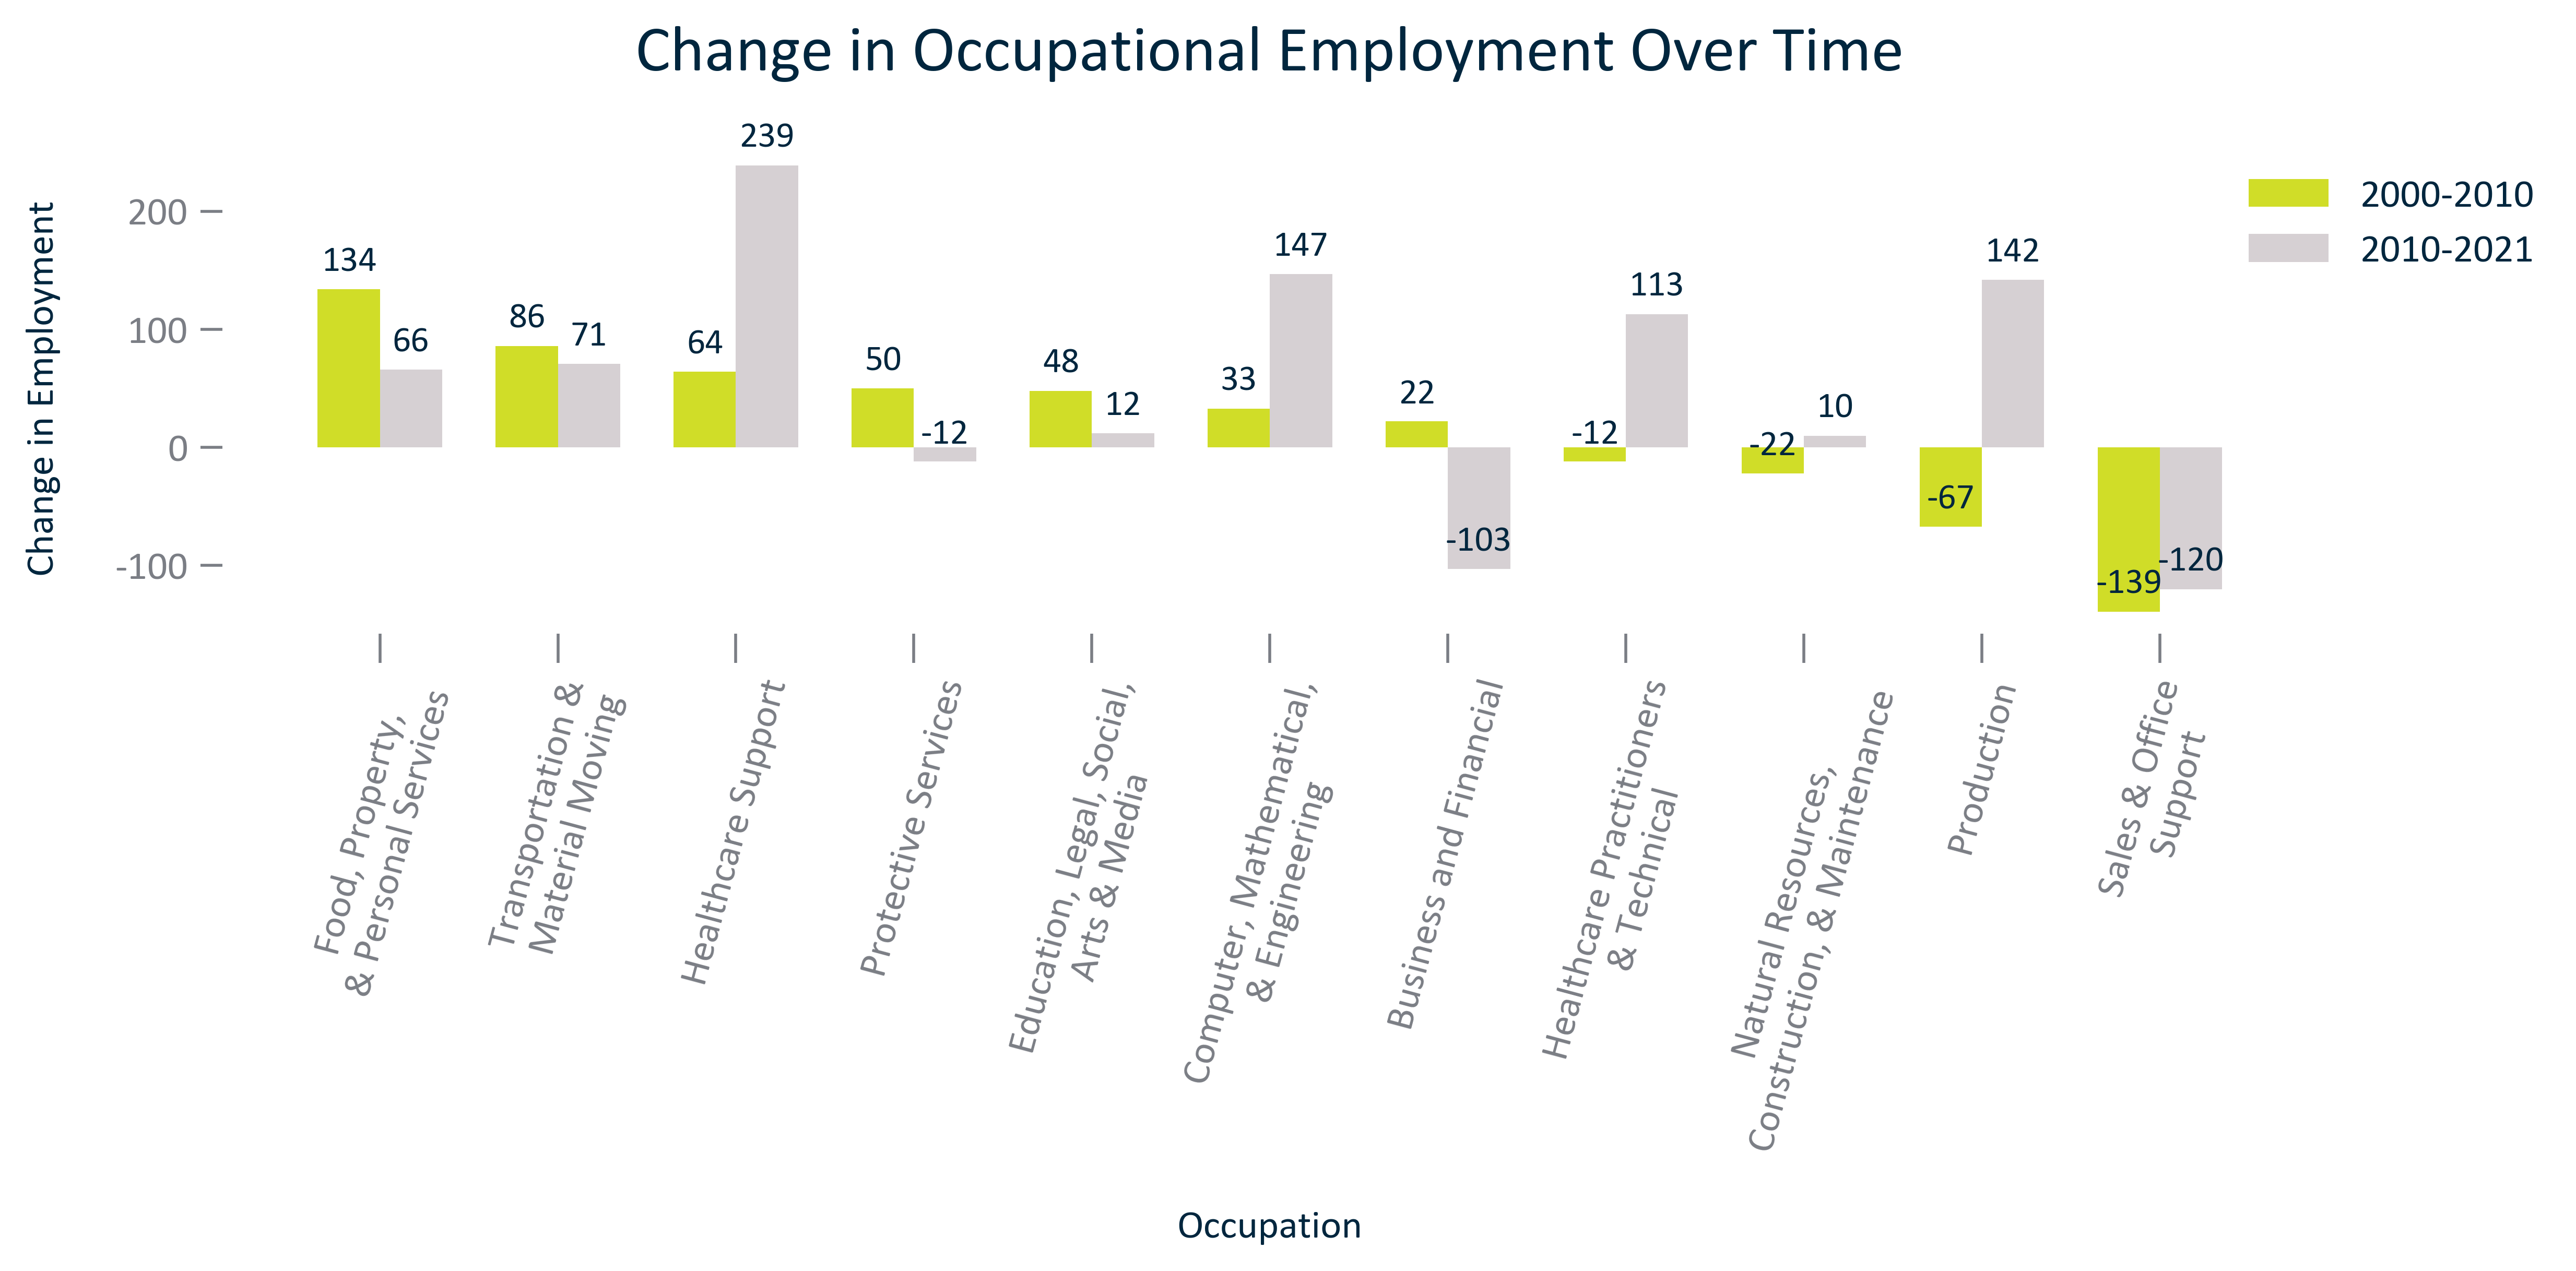 Change in Occupational Employment Over Time
Change in Employment
200
100
0
-100
2000-2010
2010-2021
134
66
86
71
64
239
50
-12
48
12
33
147
22
-103
-12
113
-22
10
-67
142
-139
-120
Food, Property,
& Personal Services
Transportation &
Material Moving
Healthcare Support
Protective Services
Education, Legal, Social,
Arts & Media
Computer, Mathematical,
& Engineering
Business and Financial
Healthcare Practitioners
& Technical
Natural Resources,
Construction, & Maintenance
Production
Sales & Office
Support
Occupation